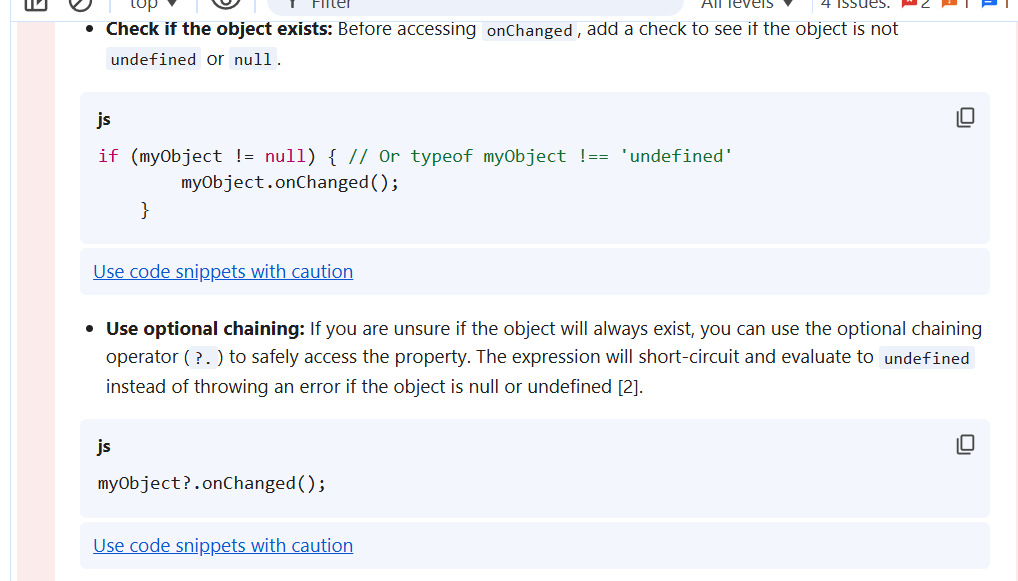 top Filter All levels 4 Issues: 2 1 1
Check if the object exists: Before accessing onChanged, add a check to see if the object is not
undefined or null.
js
if (myObject != null) { // Or typeof myObject !== 'undefined'
        myObject.onChanged();
    }
Use code snippets with caution
Use optional chaining: If you are unsure if the object will always exist, you can use the optional chaining
operator (?.) to safely access the property. The expression will short-circuit and evaluate to undefined
instead of throwing an error if the object is null or undefined [2].
js
myObject?.onChanged();
Use code snippets with caution